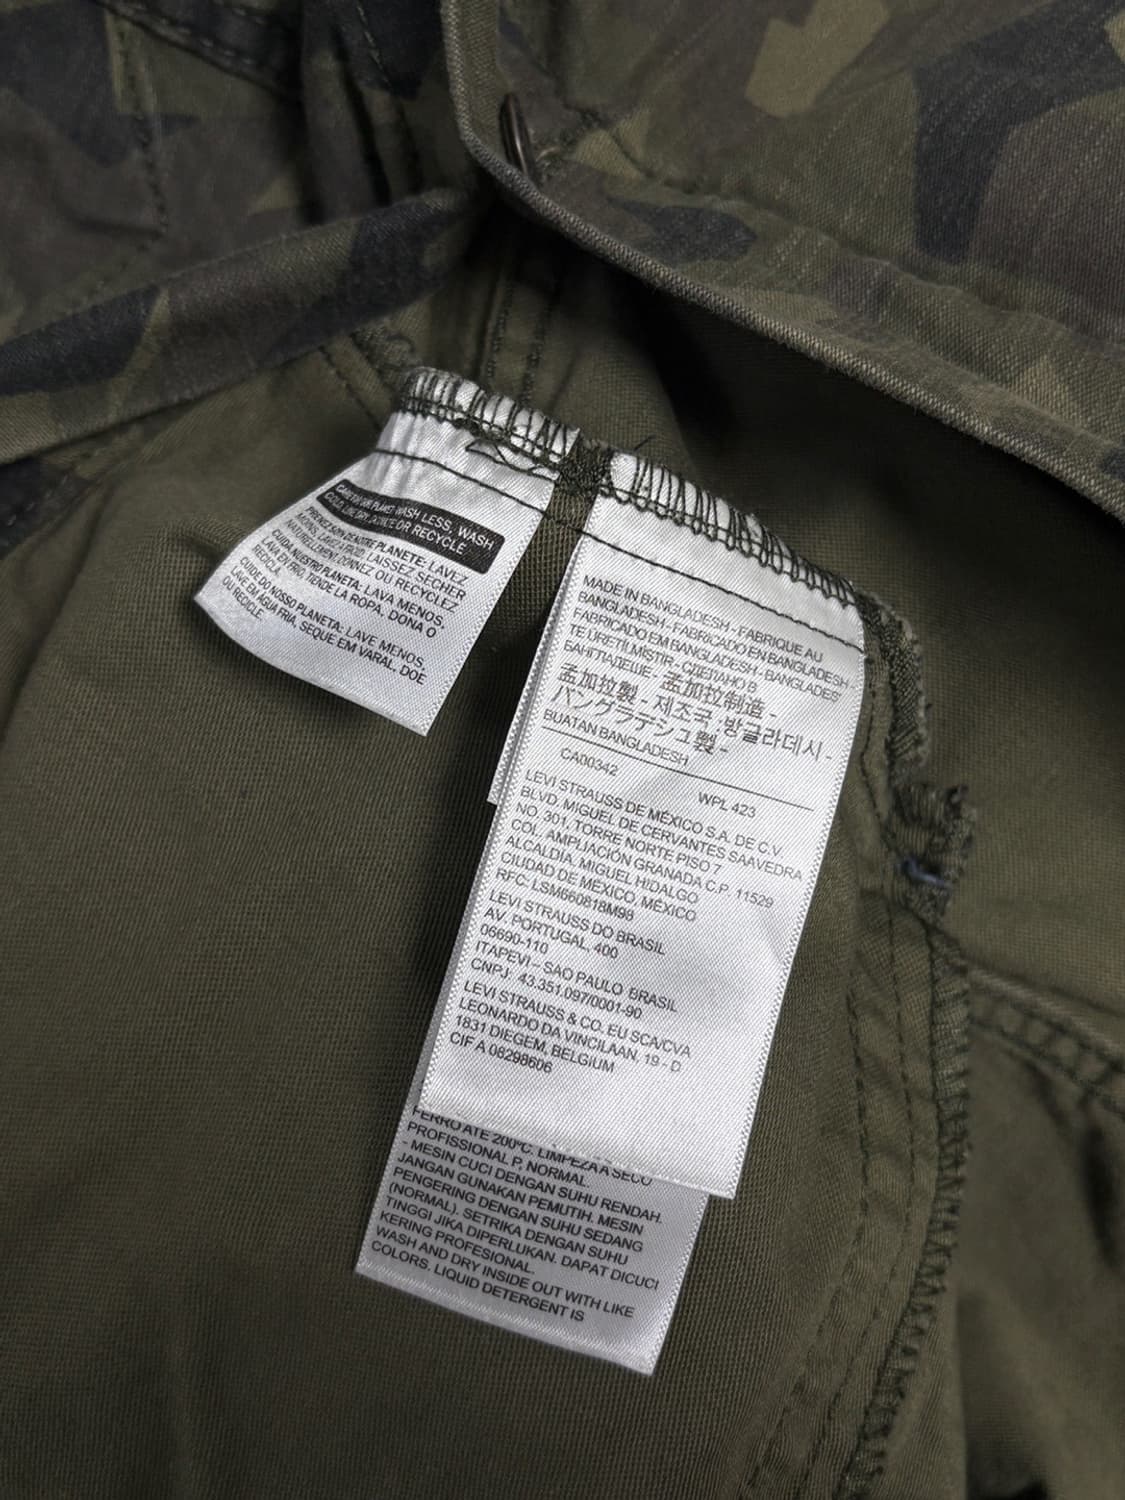 CARE FOR OUR PLANET: WASH LESS, WASH
COLD, LINE DRY, DONATE OR RECYCLE
PRENEZ SOIN DE NOTRE PLANETE: LAVEZ
MOINS, LAVEZ A FROID, LAISSEZ SECHER
NATURELLEMENT, DONNEZ OU RECYCLEZ
CUIDA NUESTRO PLANETA: LAVA MENOS,
LAVA EN FRIO, TIENDE LA ROPA, DONA O
RECICLA.
CUIDE DO NOSSO PLANETA: LAVE MENOS,
LAVE EM AGUA FRIA, SEQUE EM VARAL, DOE
OU RECICLE.
MADE IN BANGLADESH - FABRIQUE AU
BANGLADESH - FABRICADO EN BANGLADESH -
FABRICADO EM BANGLADESH - BANGLADEŞ'
TE ÜRETİLMİŞTİR - СДЕЛАНО В
БАНГЛАДЕШЕ - 孟加拉制造 -
孟加拉製 - 제조국 :방글라데시 -
バングラデシュ製 -
BUATAN BANGLADESH
CA00342
WPL 423
LEVI STRAUSS DE MÉXICO S.A. DE C.V.
BLVD. MIGUEL DE CERVANTES SAAVEDRA
NO. 301, TORRE NORTE PISO 7
COL. AMPLIACIÓN GRANADA C.P. 11529
ALCALDIA. MIGUEL HIDALGO
CIUDAD DE MÉXICO, MÉXICO
RFC: LSM660818M98
LEVI STRAUSS DO BRASIL
AV. PORTUGAL, 400
06690-110
ITAPEVI – SAO PAULO BRASIL
CNPJ: 43.351.097/0001-90
LEVI STRAUSS & CO. EU SCA/CVA
LEONARDO DA VINCILAAN, 19 - D
1831 DIEGEM, BELGIUM
CIF A 08298606
FERRO ATE 200ºC. LIMPEZA A SECO
PROFISSIONAL P, NORMAL
- MESIN CUCI DENGAN SUHU RENDAH.
JANGAN GUNAKAN PEMUTIH. MESIN
PENGERING DENGAN SUHU SEDANG
(NORMAL). SETRIKA DENGAN SUHU
TINGGI JIKA DIPERLUKAN. DAPAT DICUCI
KERING PROFESIONAL.
WASH AND DRY INSIDE OUT WITH LIKE
COLORS. LIQUID DETERGENT IS